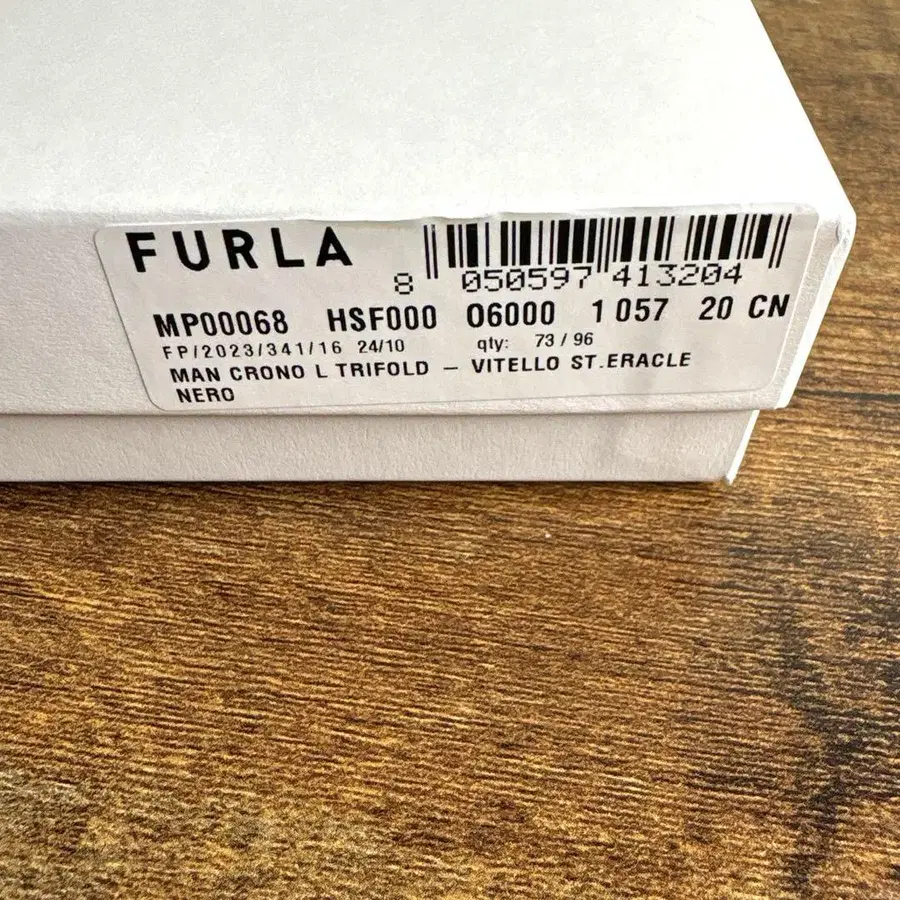 FURLA
8 050597 413204
MP00068 HSF000 O6000 1 057 20 CN
FP/2023/341/16 24/10 qty: 73 / 96
MAN CRONO L TRIFOLD – VITELLO ST.ERACLE
NERO